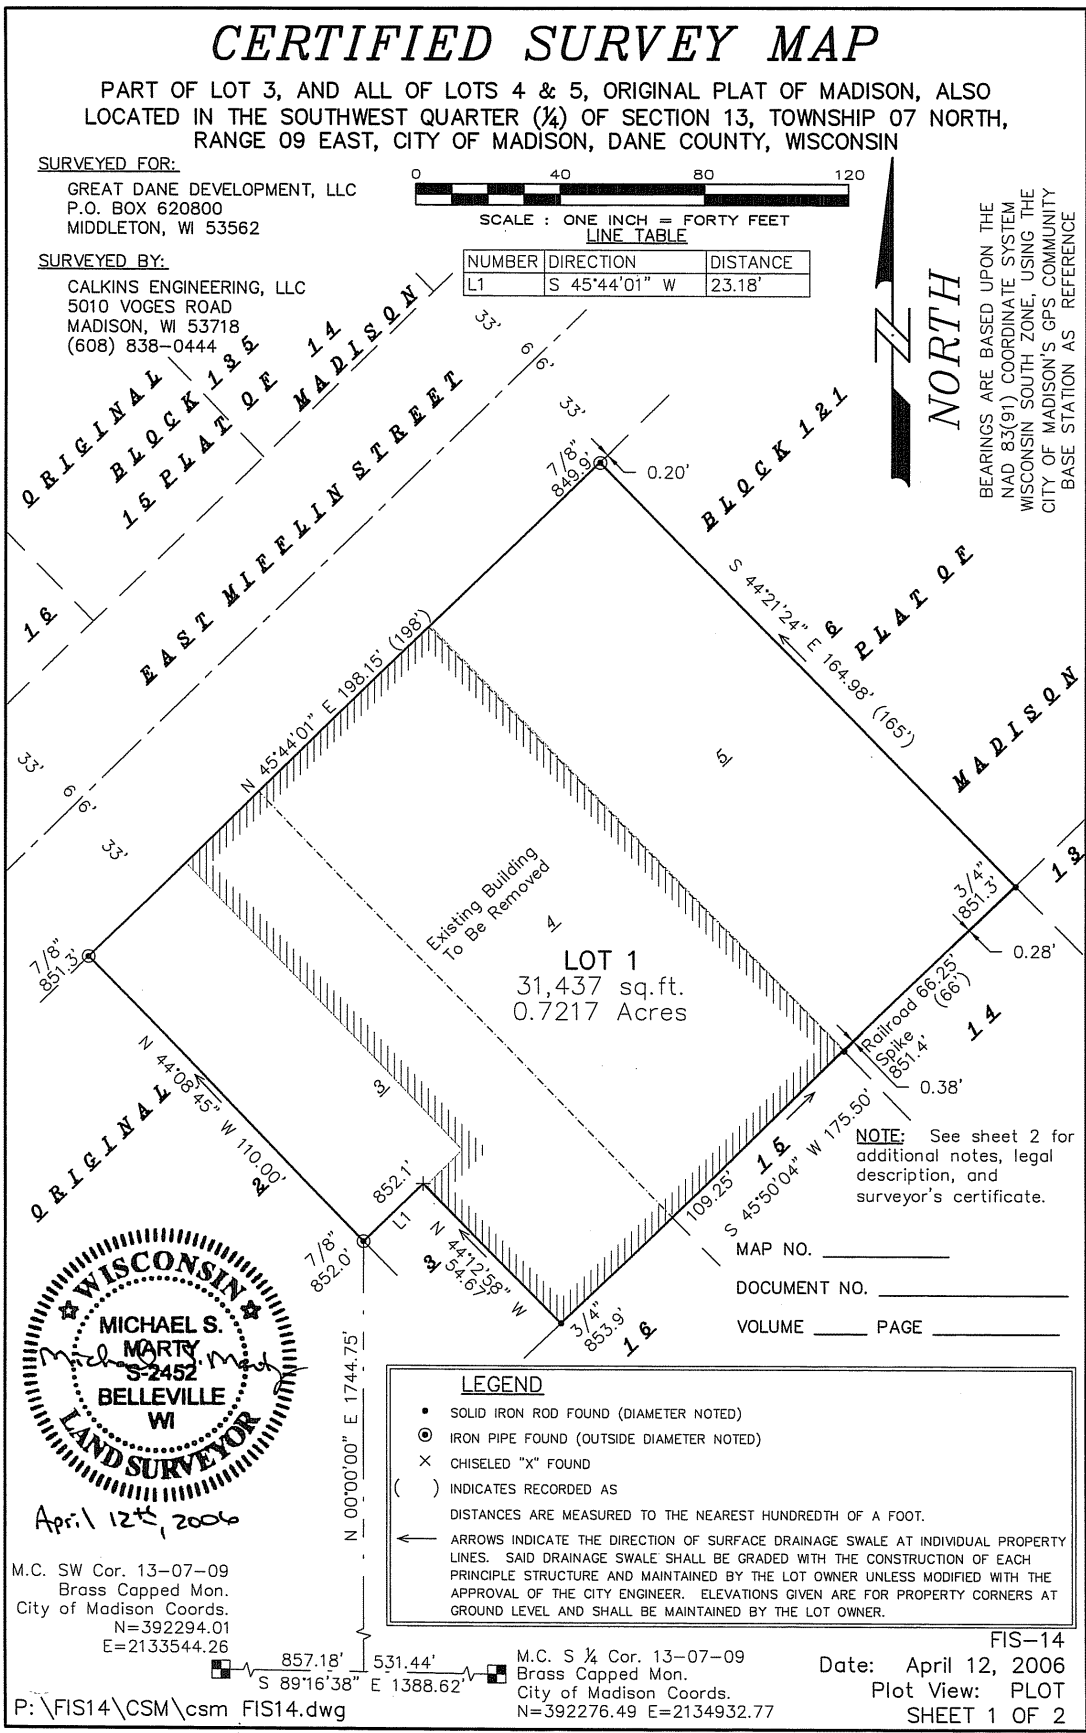 CERTIFIED SURVEY MAP
PART OF LOT 3, AND ALL OF LOTS 4 & 5, ORIGINAL PLAT OF MADISON, ALSO
LOCATED IN THE SOUTHWEST QUARTER (¼) OF SECTION 13, TOWNSHIP 07 NORTH,
RANGE 09 EAST, CITY OF MADISON, DANE COUNTY, WISCONSIN
SURVEYED FOR:
GREAT DANE DEVELOPMENT, LLC
P.O. BOX 620800
MIDDLETON, WI 53562
SURVEYED BY:
CALKINS ENGINEERING, LLC
5010 VOGES ROAD
MADISON, WI 53718
(608) 838-0444
0 40 80 120
SCALE : ONE INCH = FORTY FEET
LINE TABLE
NUMBER DIRECTION DISTANCE
L1 S 45°44'01" W 23.18'
NORTH
BEARINGS ARE BASED UPON THE
NAD 83(91) COORDINATE SYSTEM
WISCONSIN SOUTH ZONE, USING THE
CITY OF MADISON'S GPS COMMUNITY
BASE STATION AS REFERENCE
ORIGINAL
BLOCK 135
14
15 PLAT OF
MADISON
16
EAST MIFFLIN STREET
33'
66'
33'
33'
66'
33'
7/8"
849.9'
0.20'
BLOCK 121
6
PLAT OF
MADISON
S 44°21'24" E 164.98' (165')
N 45°44'01" E 198.15' (198')
5
Existing Building
To Be Removed
4
LOT 1
31,437 sq.ft.
0.7217 Acres
3
7/8"
851.3'
3/4"
851.3'
13
0.28'
66.25'
(66')
Railroad
Spike
851.4'
14
0.38'
N 44°08'45" W 110.00'
ORIGINAL
2
852.1'
L1
7/8"
852.0'
3
N 44°12'58" W
54.67'
3/4"
853.9'
16
109.25'
15
S 45°50'04" W 175.50'
NOTE: See sheet 2 for
additional notes, legal
description, and
surveyor's certificate.
MAP NO.
DOCUMENT NO.
VOLUME PAGE
WISCONSIN
MICHAEL S.
MARTY
S-2452
BELLEVILLE
WI
LAND SURVEYOR
Michael S. Marty
April 12th, 2006
N 00°00'00" E 1744.75'
LEGEND
SOLID IRON ROD FOUND (DIAMETER NOTED)
IRON PIPE FOUND (OUTSIDE DIAMETER NOTED)
CHISELED "X" FOUND
( ) INDICATES RECORDED AS
DISTANCES ARE MEASURED TO THE NEAREST HUNDREDTH OF A FOOT.
ARROWS INDICATE THE DIRECTION OF SURFACE DRAINAGE SWALE AT INDIVIDUAL PROPERTY
LINES. SAID DRAINAGE SWALE SHALL BE GRADED WITH THE CONSTRUCTION OF EACH
PRINCIPLE STRUCTURE AND MAINTAINED BY THE LOT OWNER UNLESS MODIFIED WITH THE
APPROVAL OF THE CITY ENGINEER. ELEVATIONS GIVEN ARE FOR PROPERTY CORNERS AT
GROUND LEVEL AND SHALL BE MAINTAINED BY THE LOT OWNER.
M.C. SW Cor. 13-07-09
Brass Capped Mon.
City of Madison Coords.
N=392294.01
E=2133544.26
857.18' 531.44'
S 89°16'38" E 1388.62'
M.C. S ¼ Cor. 13-07-09
Brass Capped Mon.
City of Madison Coords.
N=392276.49 E=2134932.77
FIS-14
Date: April 12, 2006
Plot View: PLOT
SHEET 1 OF 2
P:\FIS14\CSM\csm FIS14.dwg